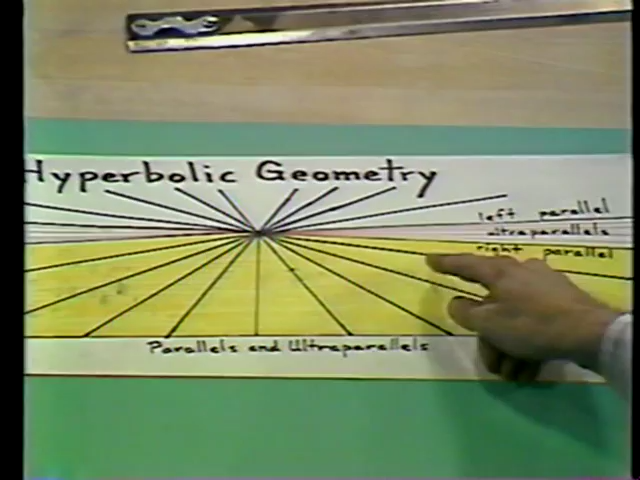 Hyperbolic Geometry
left parallel
ultraparallels
right parallel
Parallels and Ultraparallels